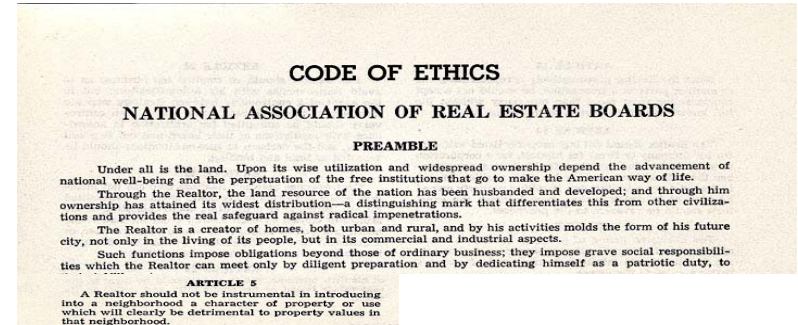 CODE OF ETHICS
NATIONAL ASSOCIATION OF REAL ESTATE BOARDS
PREAMBLE
Under all is the land. Upon its wise utilization and widespread ownership depend the advancement of
national well-being and the perpetuation of the free institutions that go to make the American way of life.
Through the Realtor, the land resource of the nation has been husbanded and developed; and through him
ownership has attained its widest distribution—a distinguishing mark that differentiates this from other civiliza-
tions and provides the real safeguard against radical impenetrations.
The Realtor is a creator of homes, both urban and rural, and by his activities molds the form of his future
city, not only in the living of its people, but in its commercial and industrial aspects.
Such functions impose obligations beyond those of ordinary business; they impose grave social responsibili-
ties which the Realtor can meet only by diligent preparation and by dedicating himself as a patriotic duty, to
ARTICLE 5
A Realtor should not be instrumental in introducing
into a neighborhood a character of property or use
which will clearly be detrimental to property values in
that neighborhood.